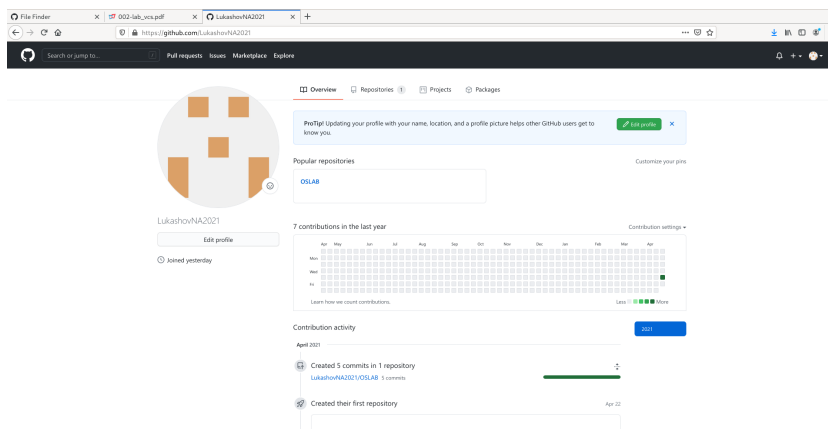 File Finder
002-lab_vcs.pdf
LukashovNA2021
https://github.com/LukashovNA2021
Search or jump to...
Pull requests Issues Marketplace Explore
Overview Repositories 1 Projects Packages
ProTip! Updating your profile with your name, location, and a profile picture helps other GitHub users get to
know you.
Edit profile
Popular repositories
Customize your pins
OSLAB
LukashovNA2021
Edit profile
Joined yesterday
7 contributions in the last year
Contribution settings
Apr May Jun Jul Aug Sep Oct Nov Dec Jan Feb Mar Apr
Mon
Wed
Fri
Learn how we count contributions.
Less More
Contribution activity
2021
April 2021
Created 5 commits in 1 repository
LukashovNA2021/OSLAB 5 commits
Created their first repository
Apr 22